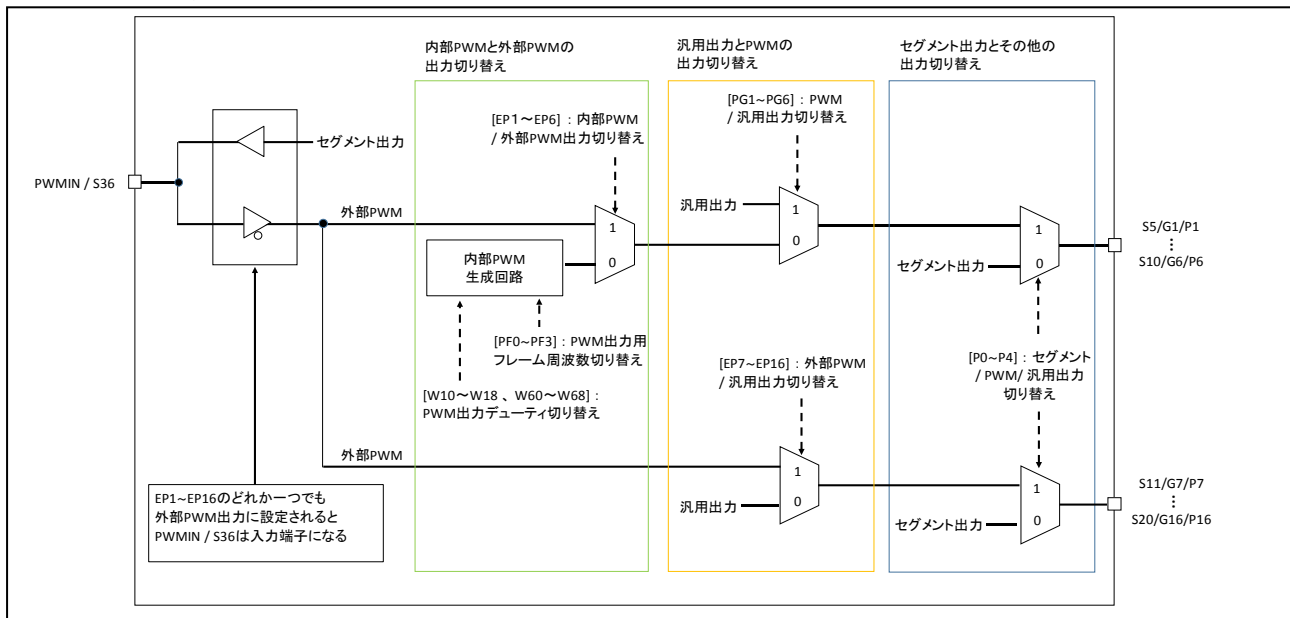 内部PWMと外部PWMの
出力切り替え
汎用出力とPWMの
出力切り替え
セグメント出力とその他の
出力切り替え
[EP1～EP6]：内部PWM
/ 外部PWM出力切り替え
[PG1~PG6]：PWM
/ 汎用出力切り替え
セグメント出力
PWMIN / S36
外部PWM
1
0
内部PWM
生成回路
汎用出力
1
0
セグメント出力
1
0
S5/G1/P1
⋮
S10/G6/P6
[PF0~PF3]：PWM出力用
フレーム周波数切り替え
[W10～W18 、W60～W68]：
PWM出力デューティ切り替え
[EP7~EP16]：外部PWM
/ 汎用出力切り替え
[P0~P4]：セグメント
/ PWM/ 汎用出力
切り替え
外部PWM
1
0
汎用出力
1
0
セグメント出力
S11/G7/P7
⋮
S20/G16/P16
EP1~EP16のどれか一つでも
外部PWM出力に設定されると
PWMIN / S36は入力端子になる